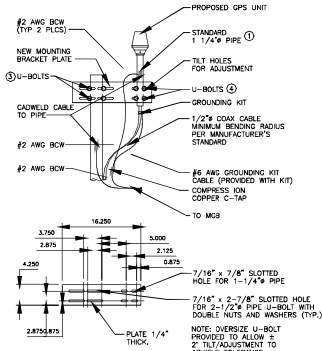 PROPOSED GPS UNIT
#2 AWG BCW
(TYP 2 PLCS)
STANDARD
1 1/4"ø PIPE 1
NEW MOUNTING
BRACKET PLATE
TILT HOLES
FOR ADJUSTMENT
3 U-BOLTS
U-BOLTS 4
CADWELD CABLE
TO PIPE
GROUNDING KIT
1/2"ø COAX CABLE
MINIMUM BENDING RADIUS
PER MANUFACTURER'S
STANDARD
#2 AWG BCW
#2 AWG BCW
#6 AWG GROUNDING KIT
CABLE (PROVIDED WITH KIT)
COMPRESS ION
COPPER C-TAP
TO MGB
16.250
3.750
5.000
2.875
2.125
0.875
4.250
7/16" x 7/8" SLOTTED
HOLE FOR 1-1/4"ø PIPE
7/16" x 2-7/8" SLOTTED HOLE
FOR 2-1/2"ø PIPE U-BOLT WITH
DOUBLE NUTS AND WASHERS (TYP.)
PLATE 1/4"
THICK.
2.875
0.875
NOTE: OVERSIZE U-BOLT
PROVIDED TO ALLOW ±
2" TILT/ADJUSTMENT TO